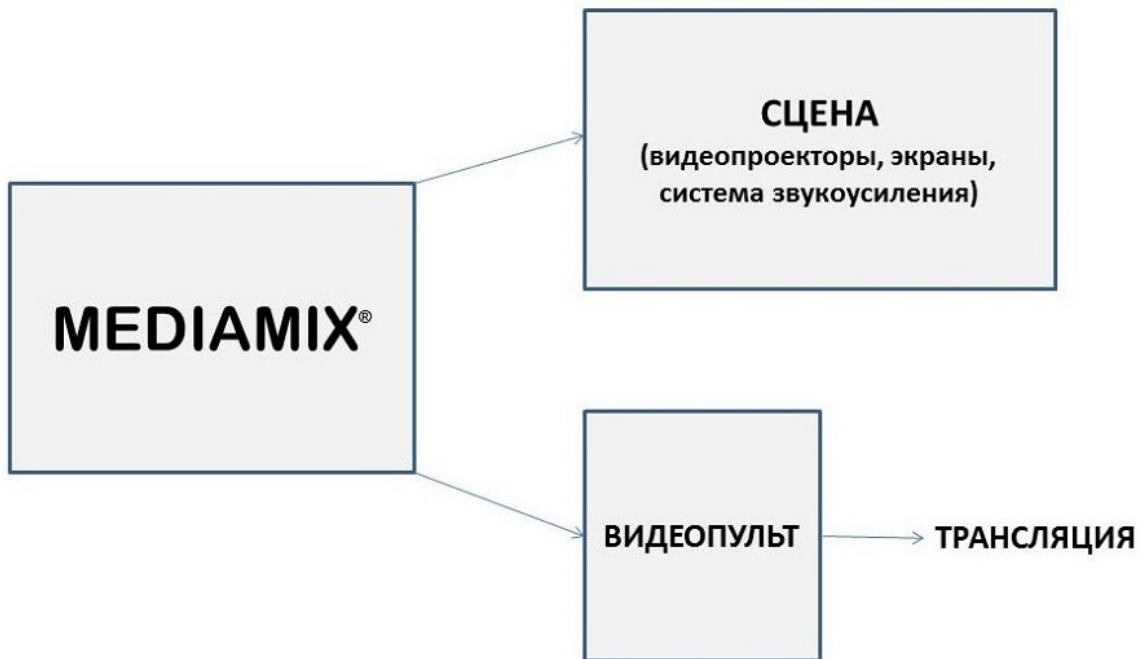 СЦЕНА
(видеопроекторы, экраны,
система звукоусиления)
MEDIAMIX®
ВИДЕОПУЛЬТ
ТРАНСЛЯЦИЯ